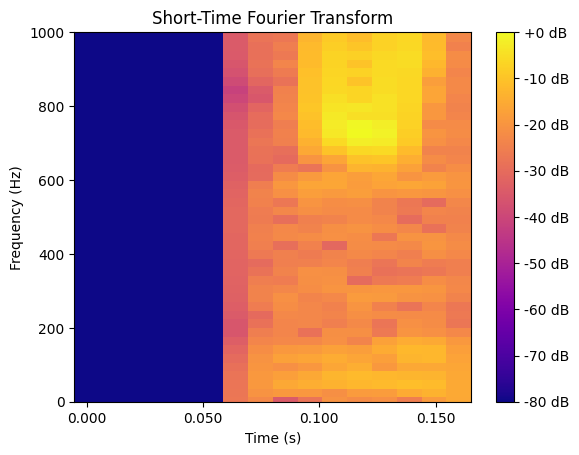 Short-Time Fourier Transform
Frequency (Hz)
1000
800
600
400
200
0
0.000
0.050
0.100
0.150
Time (s)
+0 dB
-10 dB
-20 dB
-30 dB
-40 dB
-50 dB
-60 dB
-70 dB
-80 dB